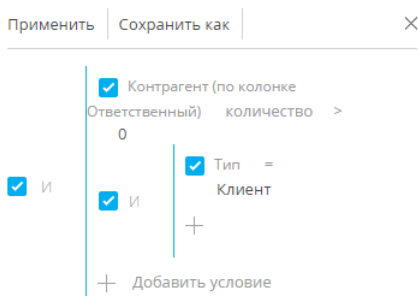 Применить Сохранить как
Контрагент (по колонке
Ответственный) количество >
0
Тип =
И И Клиент
Добавить условие